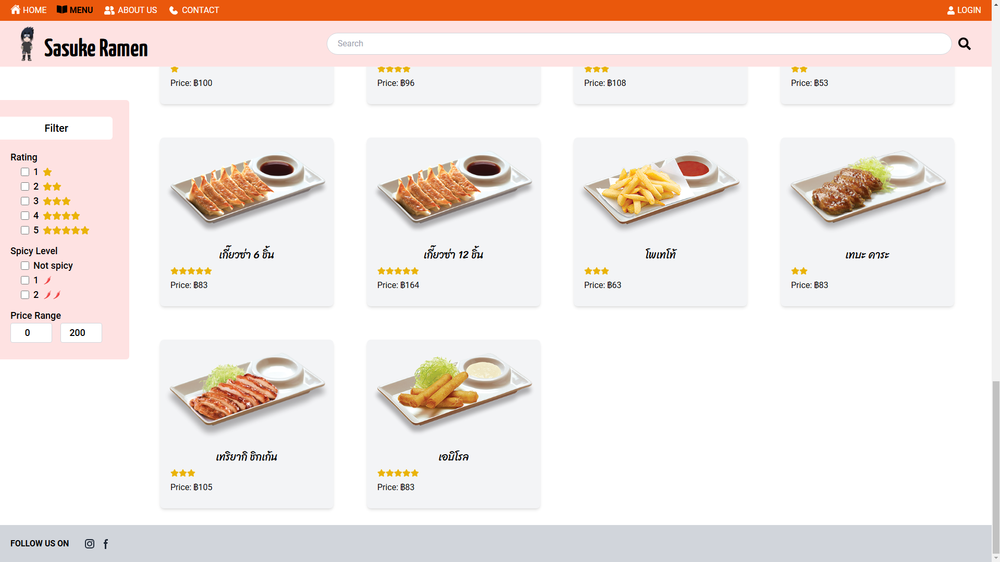 HOME MENU ABOUT US CONTACT LOGIN
Sasuke Ramen
Search
Price: ฿100
Price: ฿96
Price: ฿108
Price: ฿53
Filter
Rating
1
2
3
4
5
Spicy Level
Not spicy
1
2
Price Range
0 200
เกี๊ยวซ่า 6 ชิ้น
Price: ฿83
เกี๊ยวซ่า 12 ชิ้น
Price: ฿164
โพเทโท้
Price: ฿63
เทบะ คาระ
Price: ฿83
เทริยากิ ชิกเก้น
Price: ฿105
เอบิโรล
Price: ฿83
FOLLOW US ON